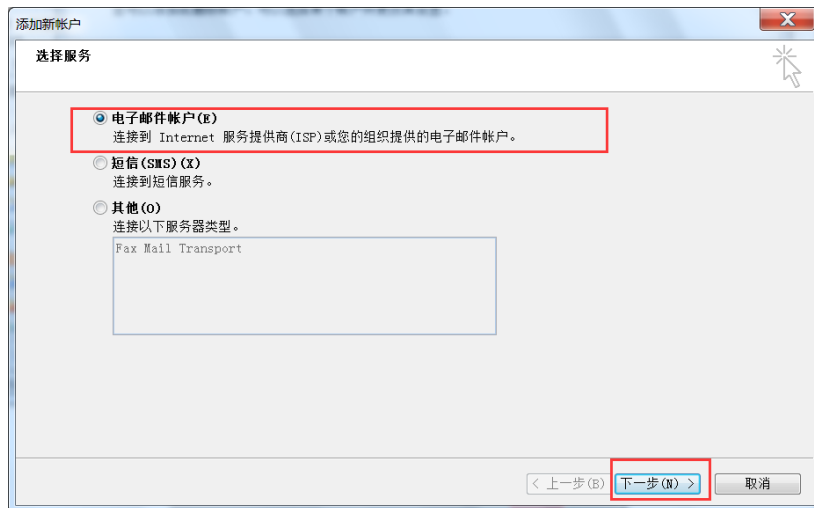 添加新帐户
选择服务
电子邮件帐户(E)
连接到 Internet 服务提供商(ISP)或您的组织提供的电子邮件帐户。
短信(SMS)(X)
连接到短信服务。
其他(O)
连接以下服务器类型。
Fax Mail Transport
< 上一步(B) 下一步(N) > 取消